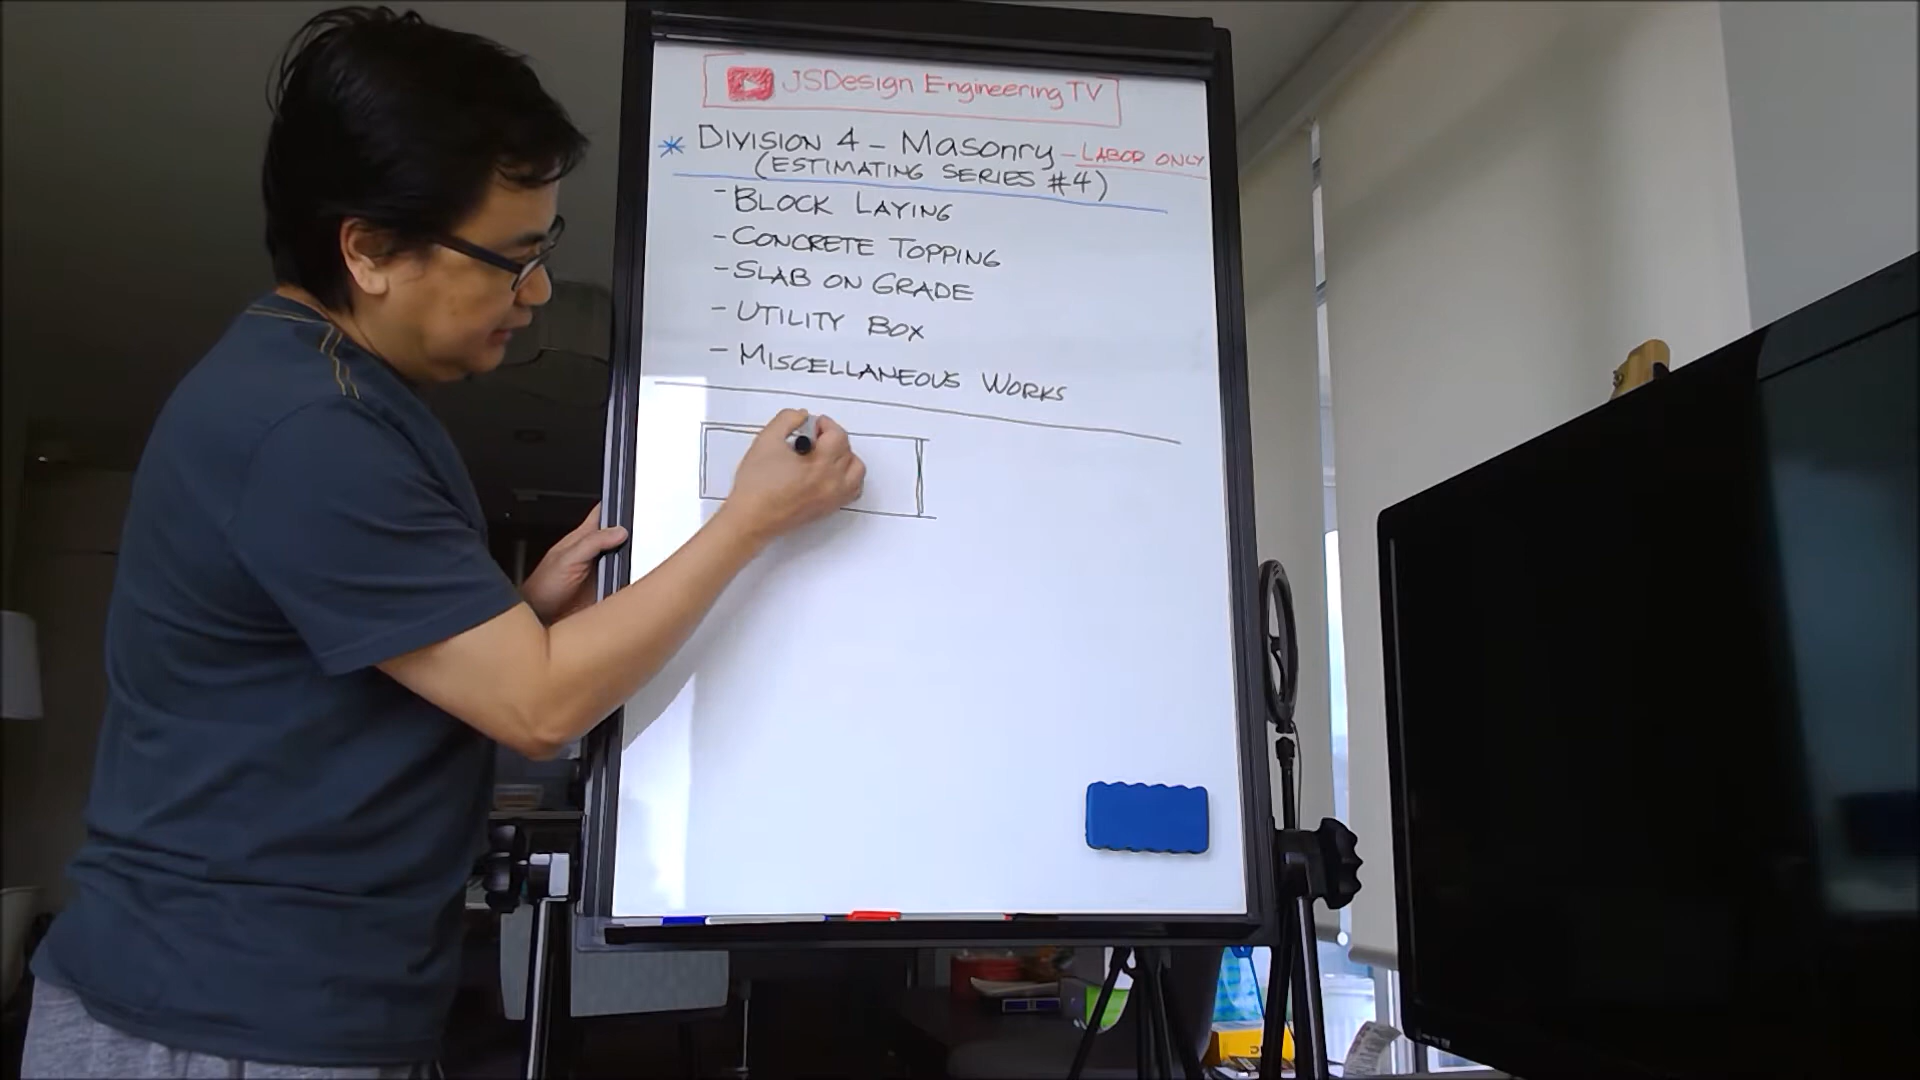 JSDesign Engineering TV
* DIVISION 4 - Masonry - LABOR ONLY
(ESTIMATING SERIES #4)
- BLOCK LAYING
- CONCRETE TOPPING
- SLAB ON GRADE
- UTILITY BOX
- MISCELLANEOUS WORKS